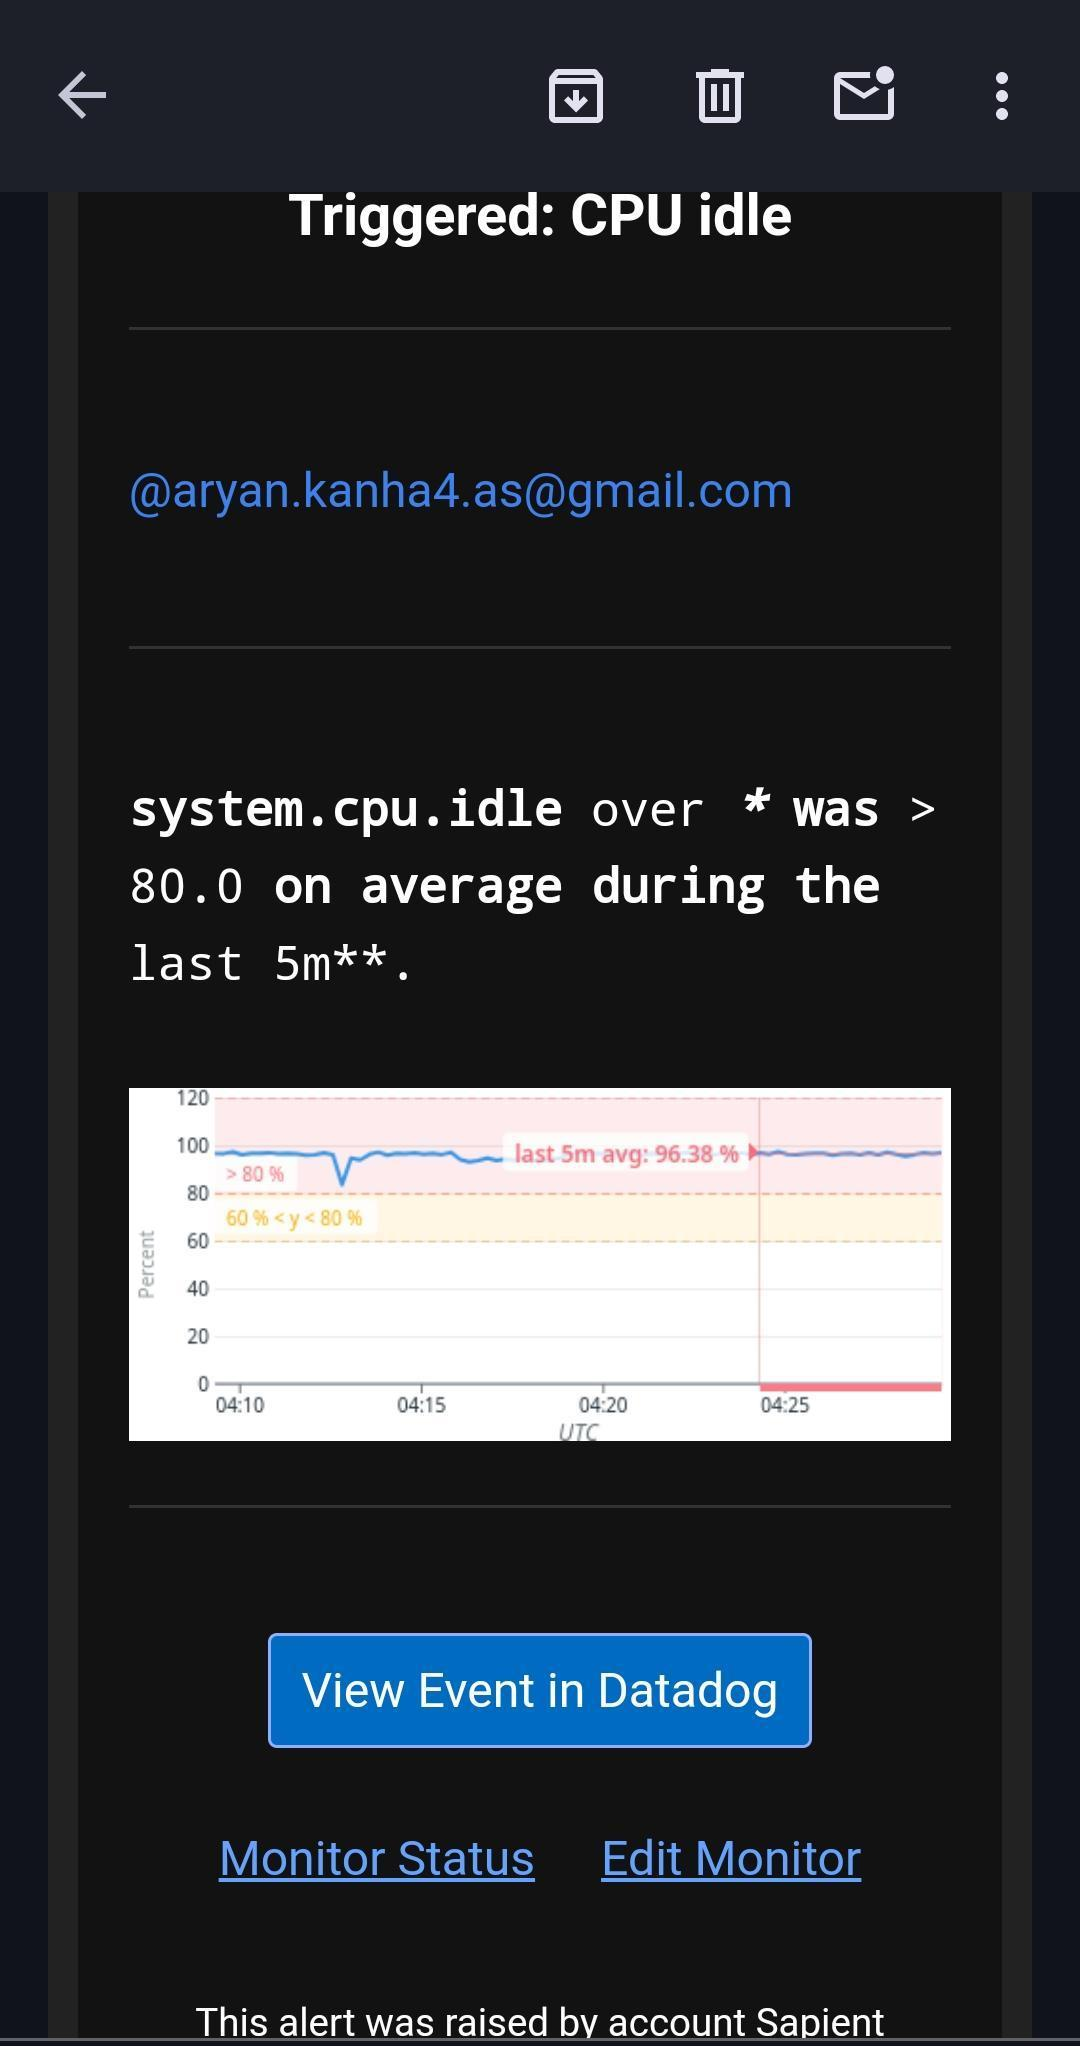 Triggered: CPU idle
@aryan.kanha4.as@gmail.com
system.cpu.idle over * was >
80.0 on average during the
last 5m**.
120
100
last 5m avg: 96.38 %
> 80 %
80
60 % < y < 80 %
60
Percent
40
20
0
04:10 04:15 04:20 04:25
UTC
View Event in Datadog
Monitor Status Edit Monitor
This alert was raised by account Sapient